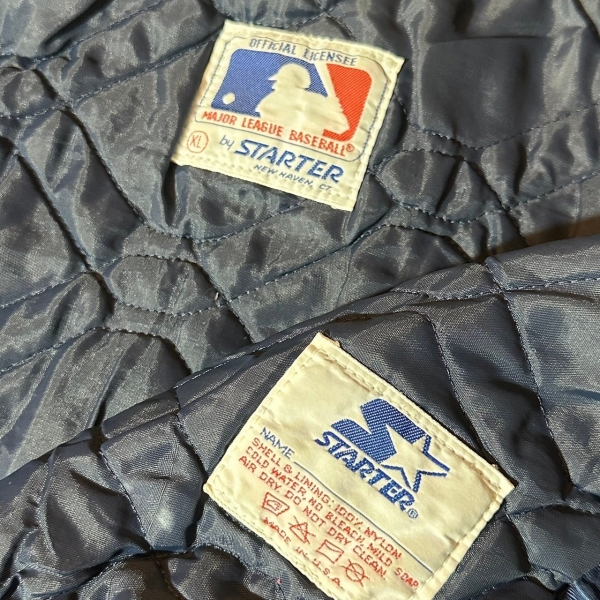 OFFICIAL LICENSEE
MAJOR LEAGUE BASEBALL®
XL by STARTER
NEW HAVEN, CT.
STARTER®
NAME
SHELL & LINING: 100% NYLON
COLD WATER, NO BLEACH, MILD SOAP
AIR DRY. DO NOT DRY CLEAN.
MADE IN U.S.A.